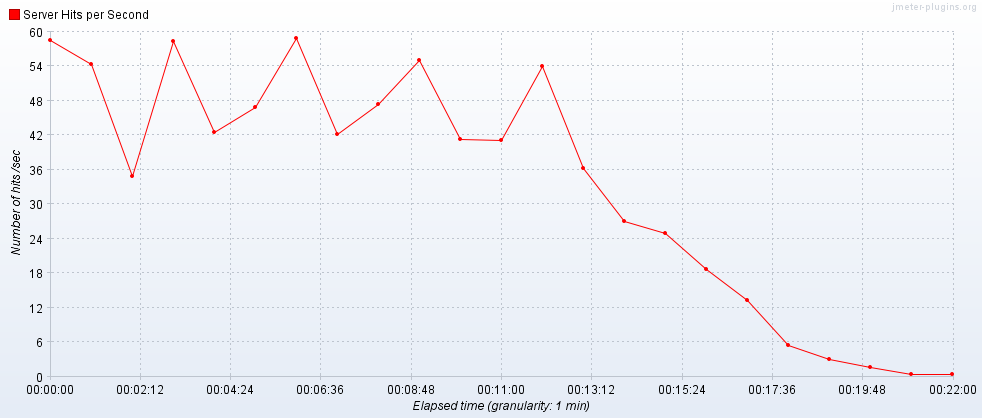 jmeter-plugins.org
Server Hits per Second
60
54
48
42
36
30
24
18
12
6
0
Number of hits /sec
00:00:00 00:02:12 00:04:24 00:06:36 00:08:48 00:11:00 00:13:12 00:15:24 00:17:36 00:19:48 00:22:00
Elapsed time (granularity: 1 min)